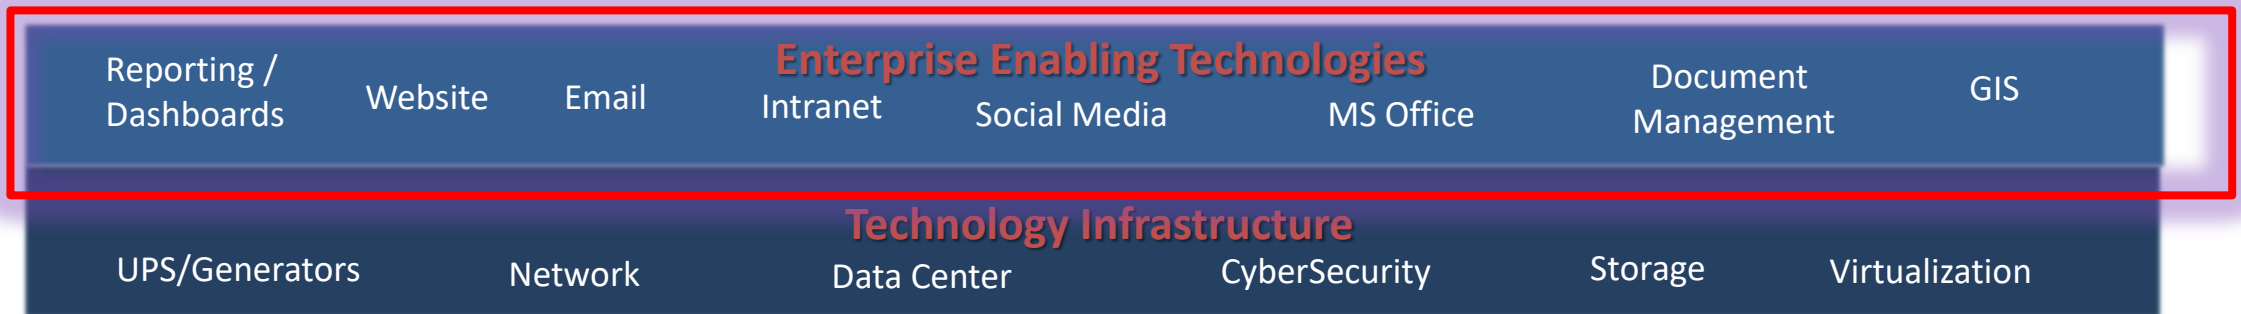 Enterprise Enabling Technologies
Reporting /
Dashboards
Website
Email
Intranet
Social Media
MS Office
Document
Management
GIS
Technology Infrastructure
UPS/Generators
Network
Data Center
CyberSecurity
Storage
Virtualization